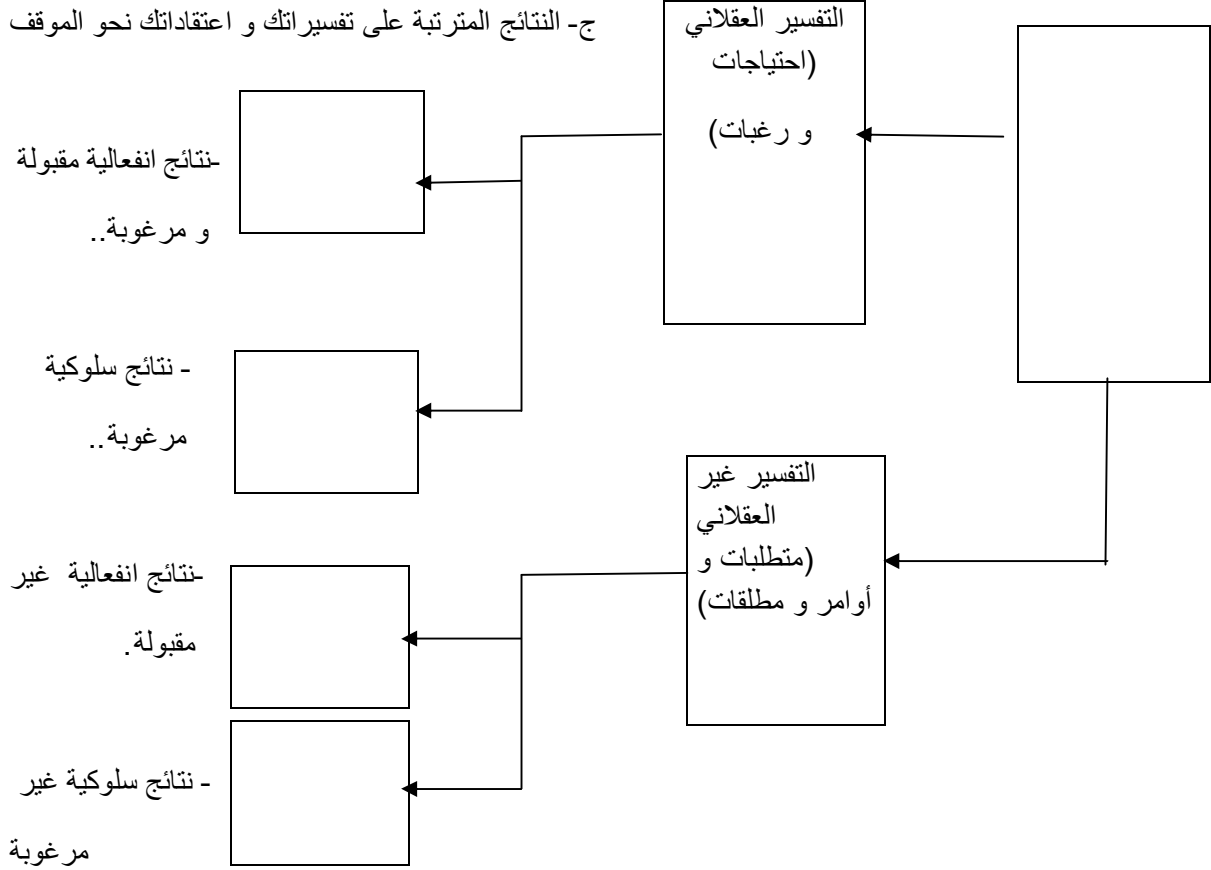 ج- النتائج المترتبة على تفسيراتك و اعتقاداتك نحو الموقف
التفسير العقلاني
(احتياجات
و رغبات)
-نتائج انفعالية مقبولة
و مرغوبة..
- نتائج سلوكية
مرغوبة..
التفسير غير
العقلاني
(متطلبات و
أوامر و مطلقات)
-نتائج انفعالية غير
مقبولة.
- نتائج سلوكية غير
مرغوبة